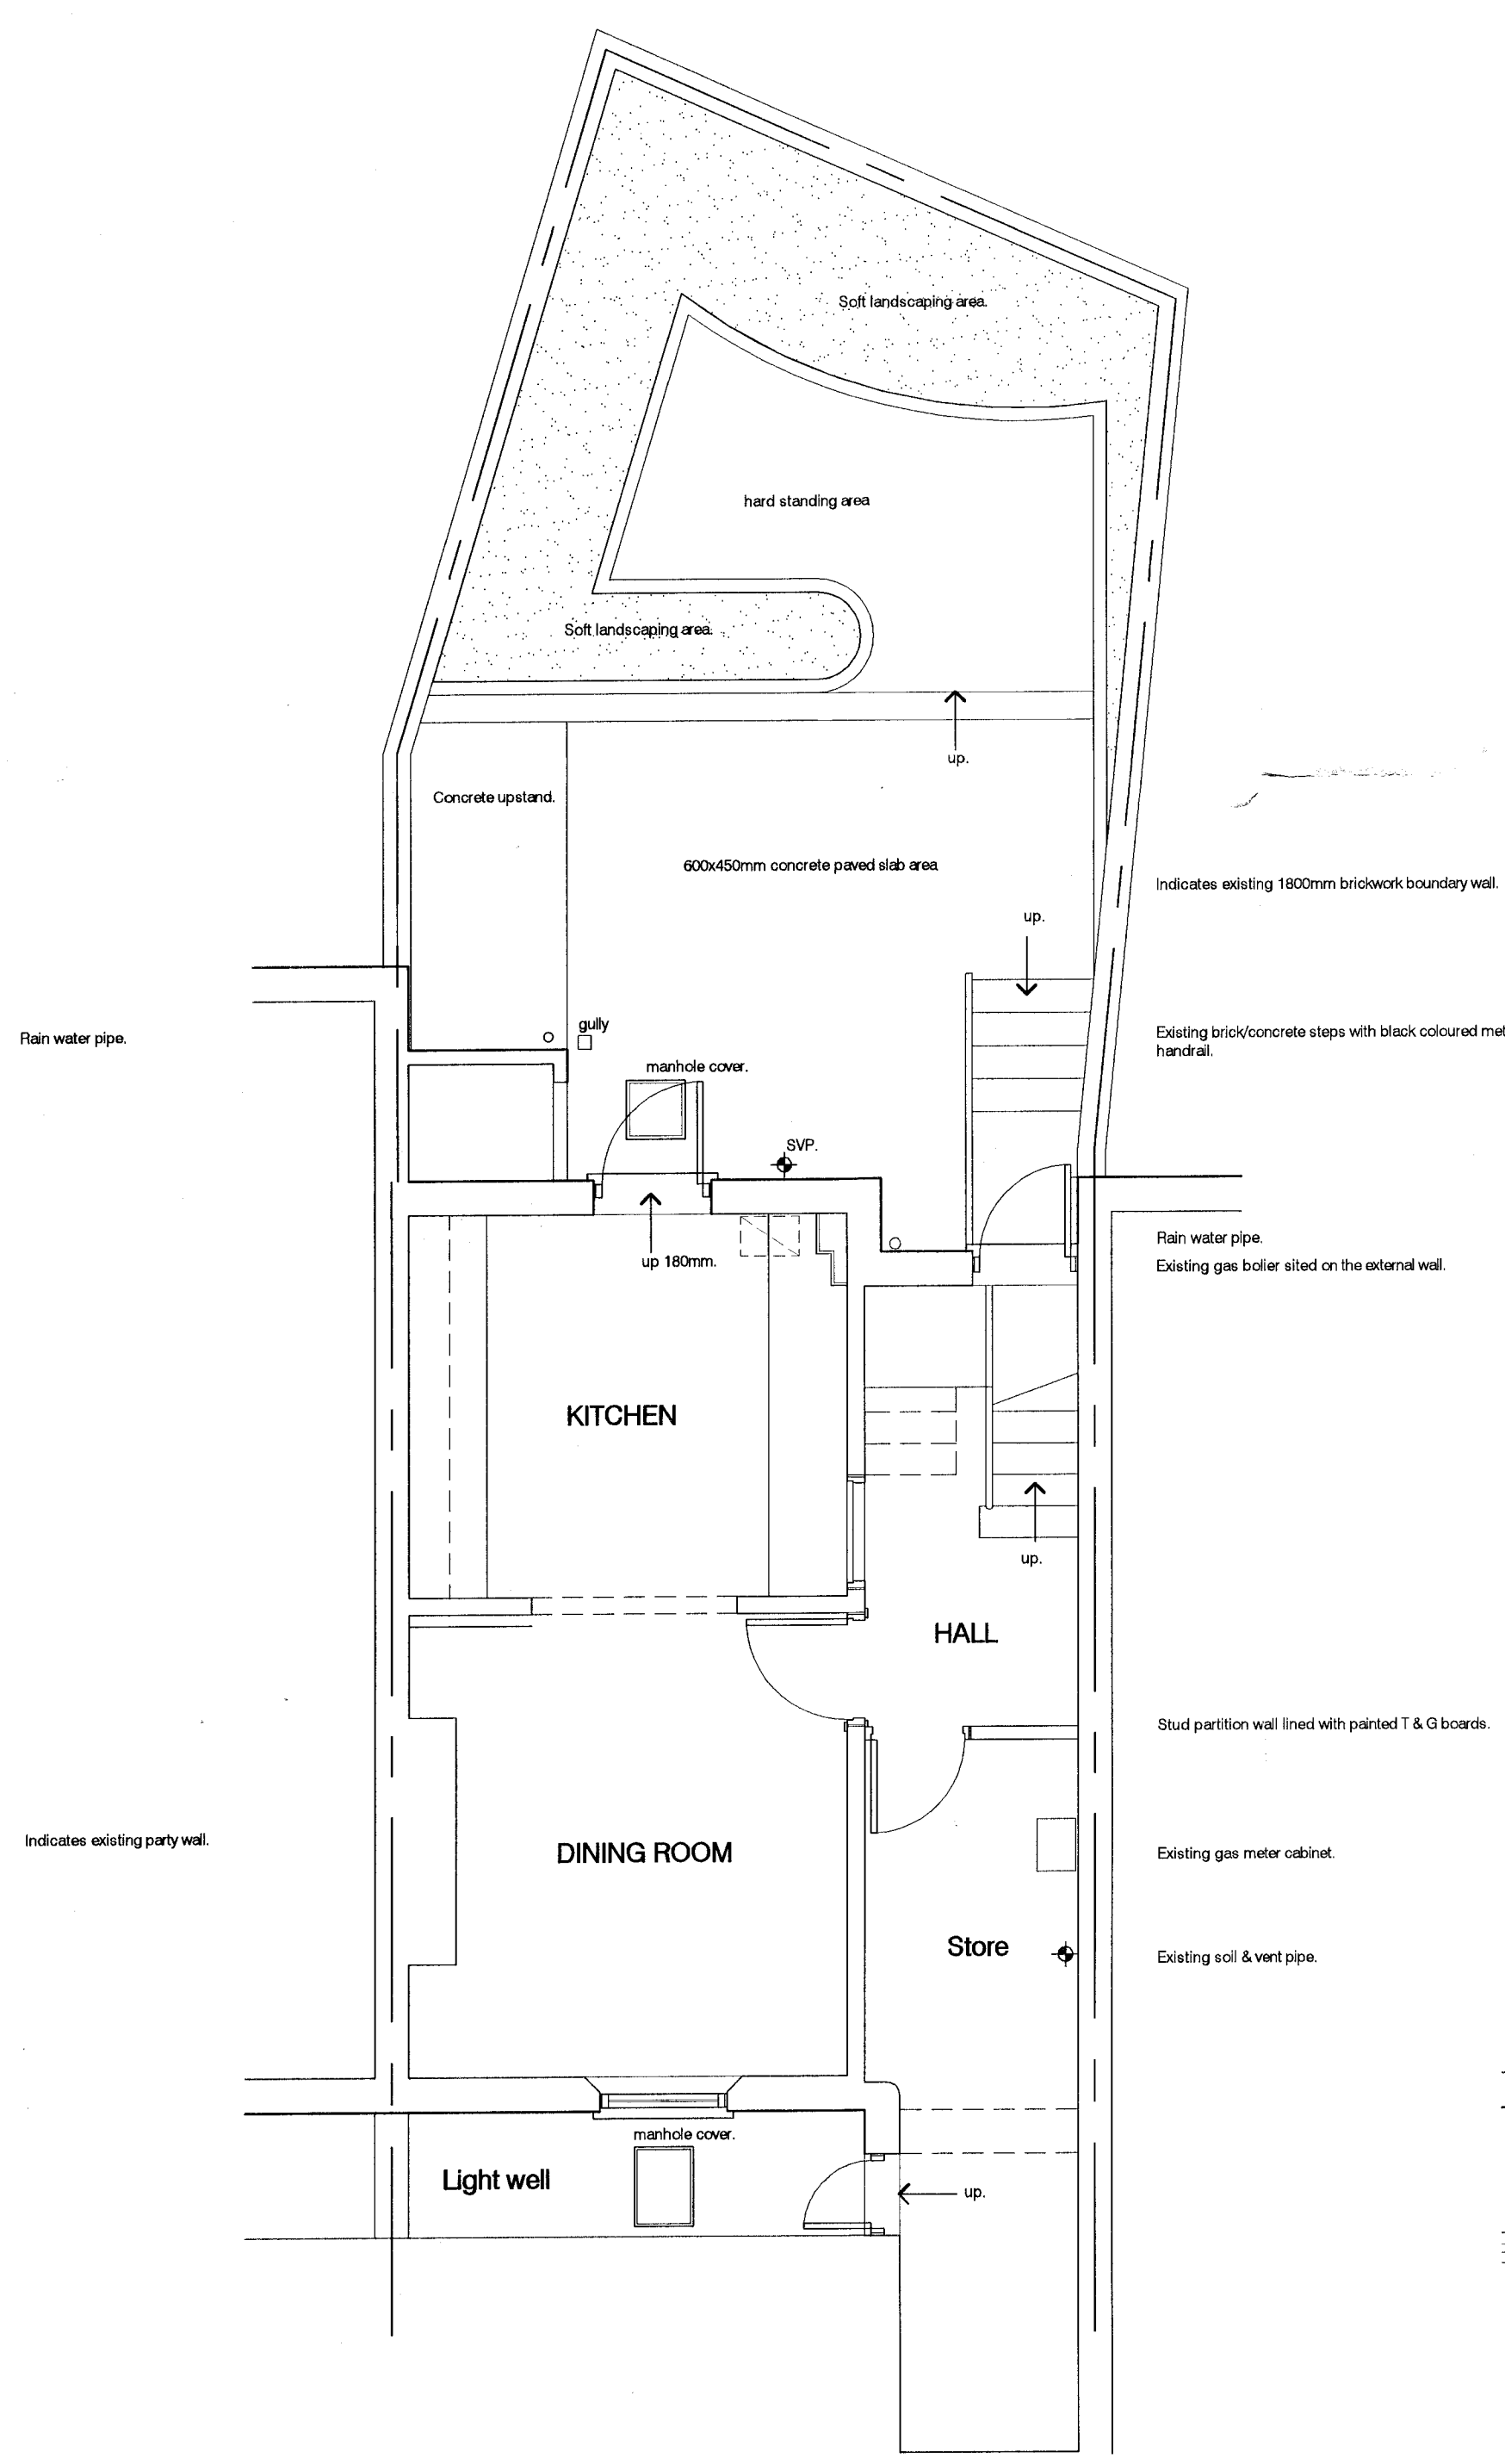 Soft landscaping area.
hard standing area
Soft landscaping area.
up.
Concrete upstand.
600x450mm concrete paved slab area
Indicates existing 1800mm brickwork boundary wall.
up.
gully
Rain water pipe.
Existing brick/concrete steps with black coloured met
handrail.
manhole cover.
SVP.
Rain water pipe.
up 180mm.
Existing gas bolier sited on the external wall.
KITCHEN
up.
HALL
Stud partition wall lined with painted T & G boards.
Indicates existing party wall.
DINING ROOM
Existing gas meter cabinet.
Store
Existing soil & vent pipe.
manhole cover.
Light well
up.